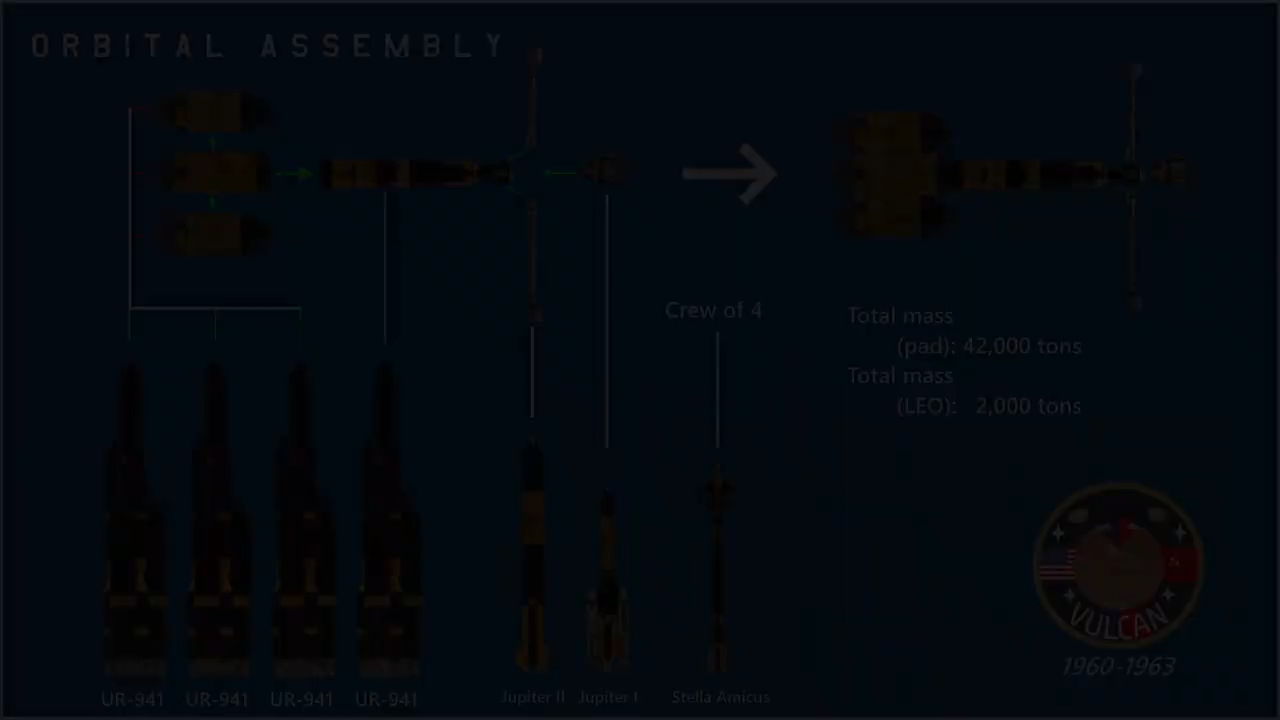 ORBITAL ASSEMBLY
Crew of 4
Total mass
(pad): 42,000 tons
Total mass
(LEO): 2,000 tons
VULCAN
1960-1963
UR-941 UR-941 UR-941 UR-941 Jupiter II Jupiter I Stella Amicus